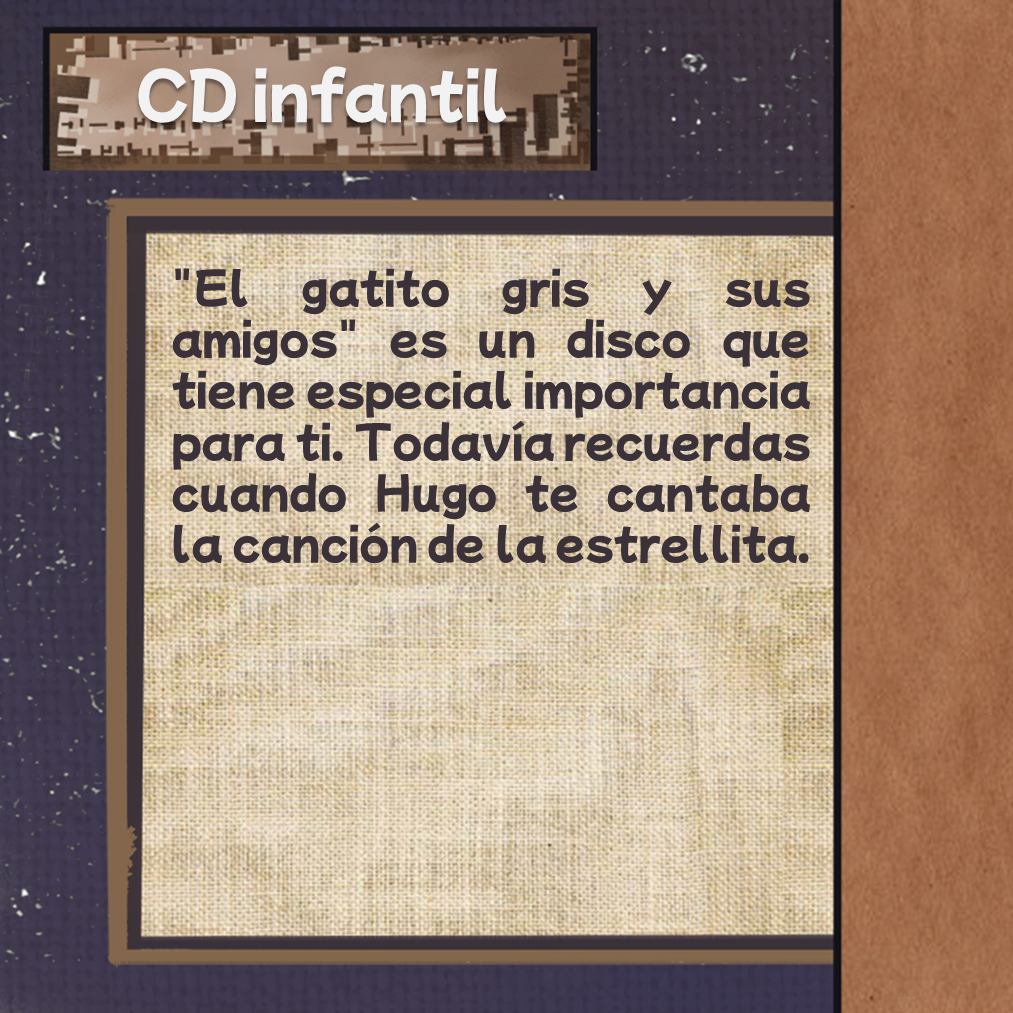 CD infantil
"El gatito gris y sus
amigos" es un disco que
tiene especial importancia
para ti. Todavía recuerdas
cuando Hugo te cantaba
la canción de la estrellita.